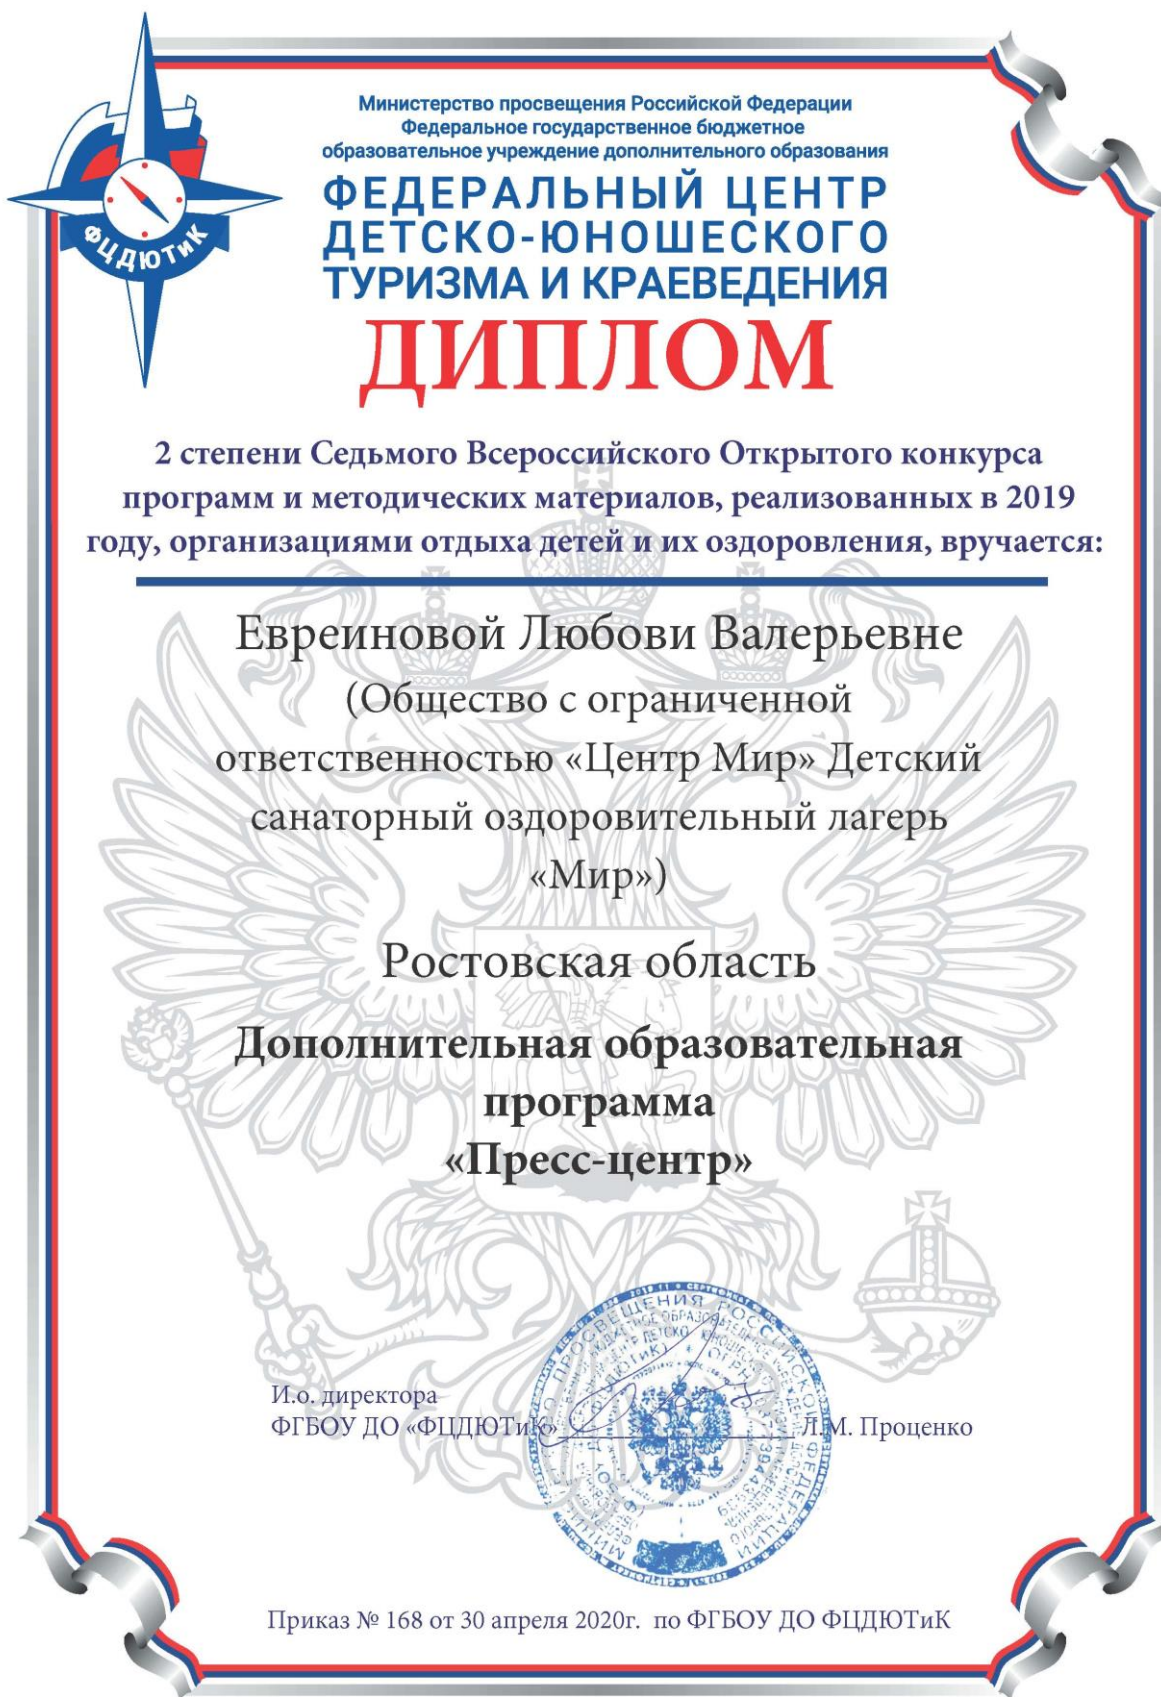 Министерство просвещения Российской Федерации
Федеральное государственное бюджетное
образовательное учреждение дополнительного образования
ФЕДЕРАЛЬНЫЙ ЦЕНТР
ДЕТСКО-ЮНОШЕСКОГО
ТУРИЗМА И КРАЕВЕДЕНИЯ
ФЦДЮТиК
ДИПЛОМ
2 степени Седьмого Всероссийского Открытого конкурса
программ и методических материалов, реализованных в 2019
году, организациями отдыха детей и их оздоровления, вручается:
Евреиновой Любови Валерьевне
(Общество с ограниченной
ответственностью «Центр Мир» Детский
санаторный оздоровительный лагерь
«Мир»)
Ростовская область
Дополнительная образовательная
программа
«Пресс-центр»
И.о. директора
ФГБОУ ДО «ФЦДЮТиК» Л.М. Проценко
Приказ № 168 от 30 апреля 2020г. по ФГБОУ ДО ФЦДЮТиК